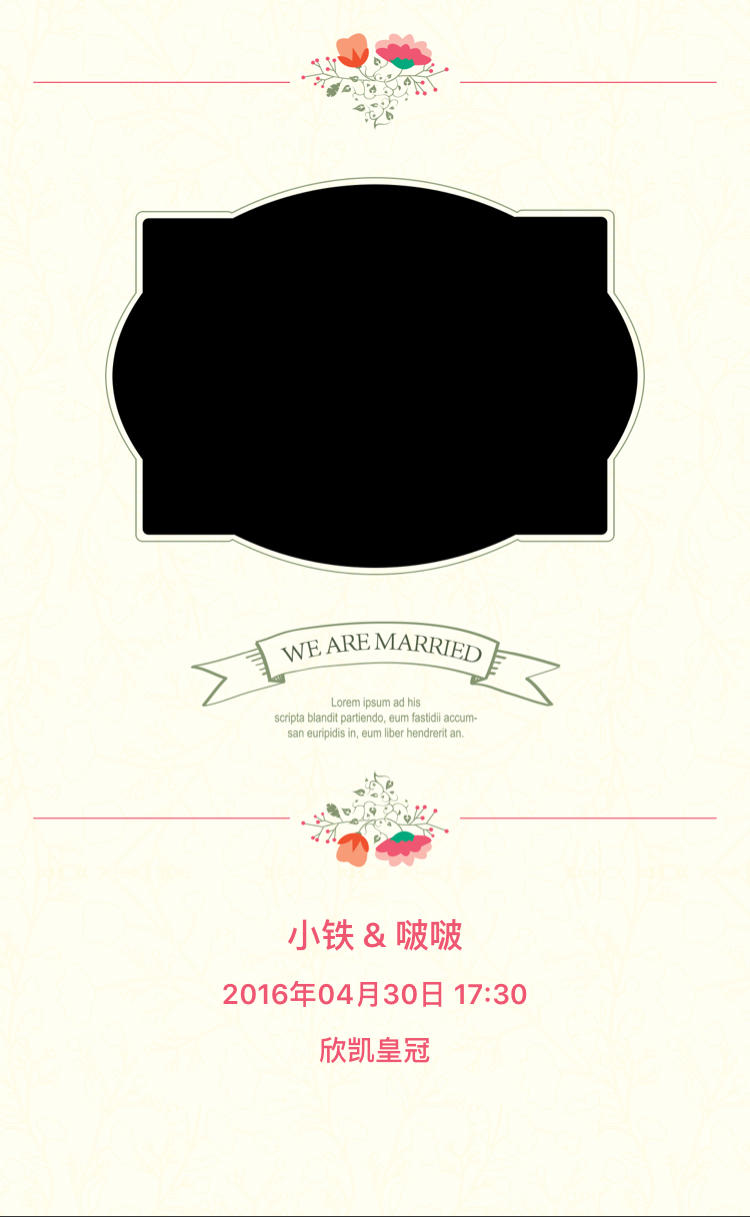 WE ARE MARRIED
Lorem ipsum ad his
scripta blandit partiendo, eum fastidii accum-
san euripidis in, eum liber hendrerit an.
小铁 & 啵啵
2016年04月30日 17:30
欣凯皇冠